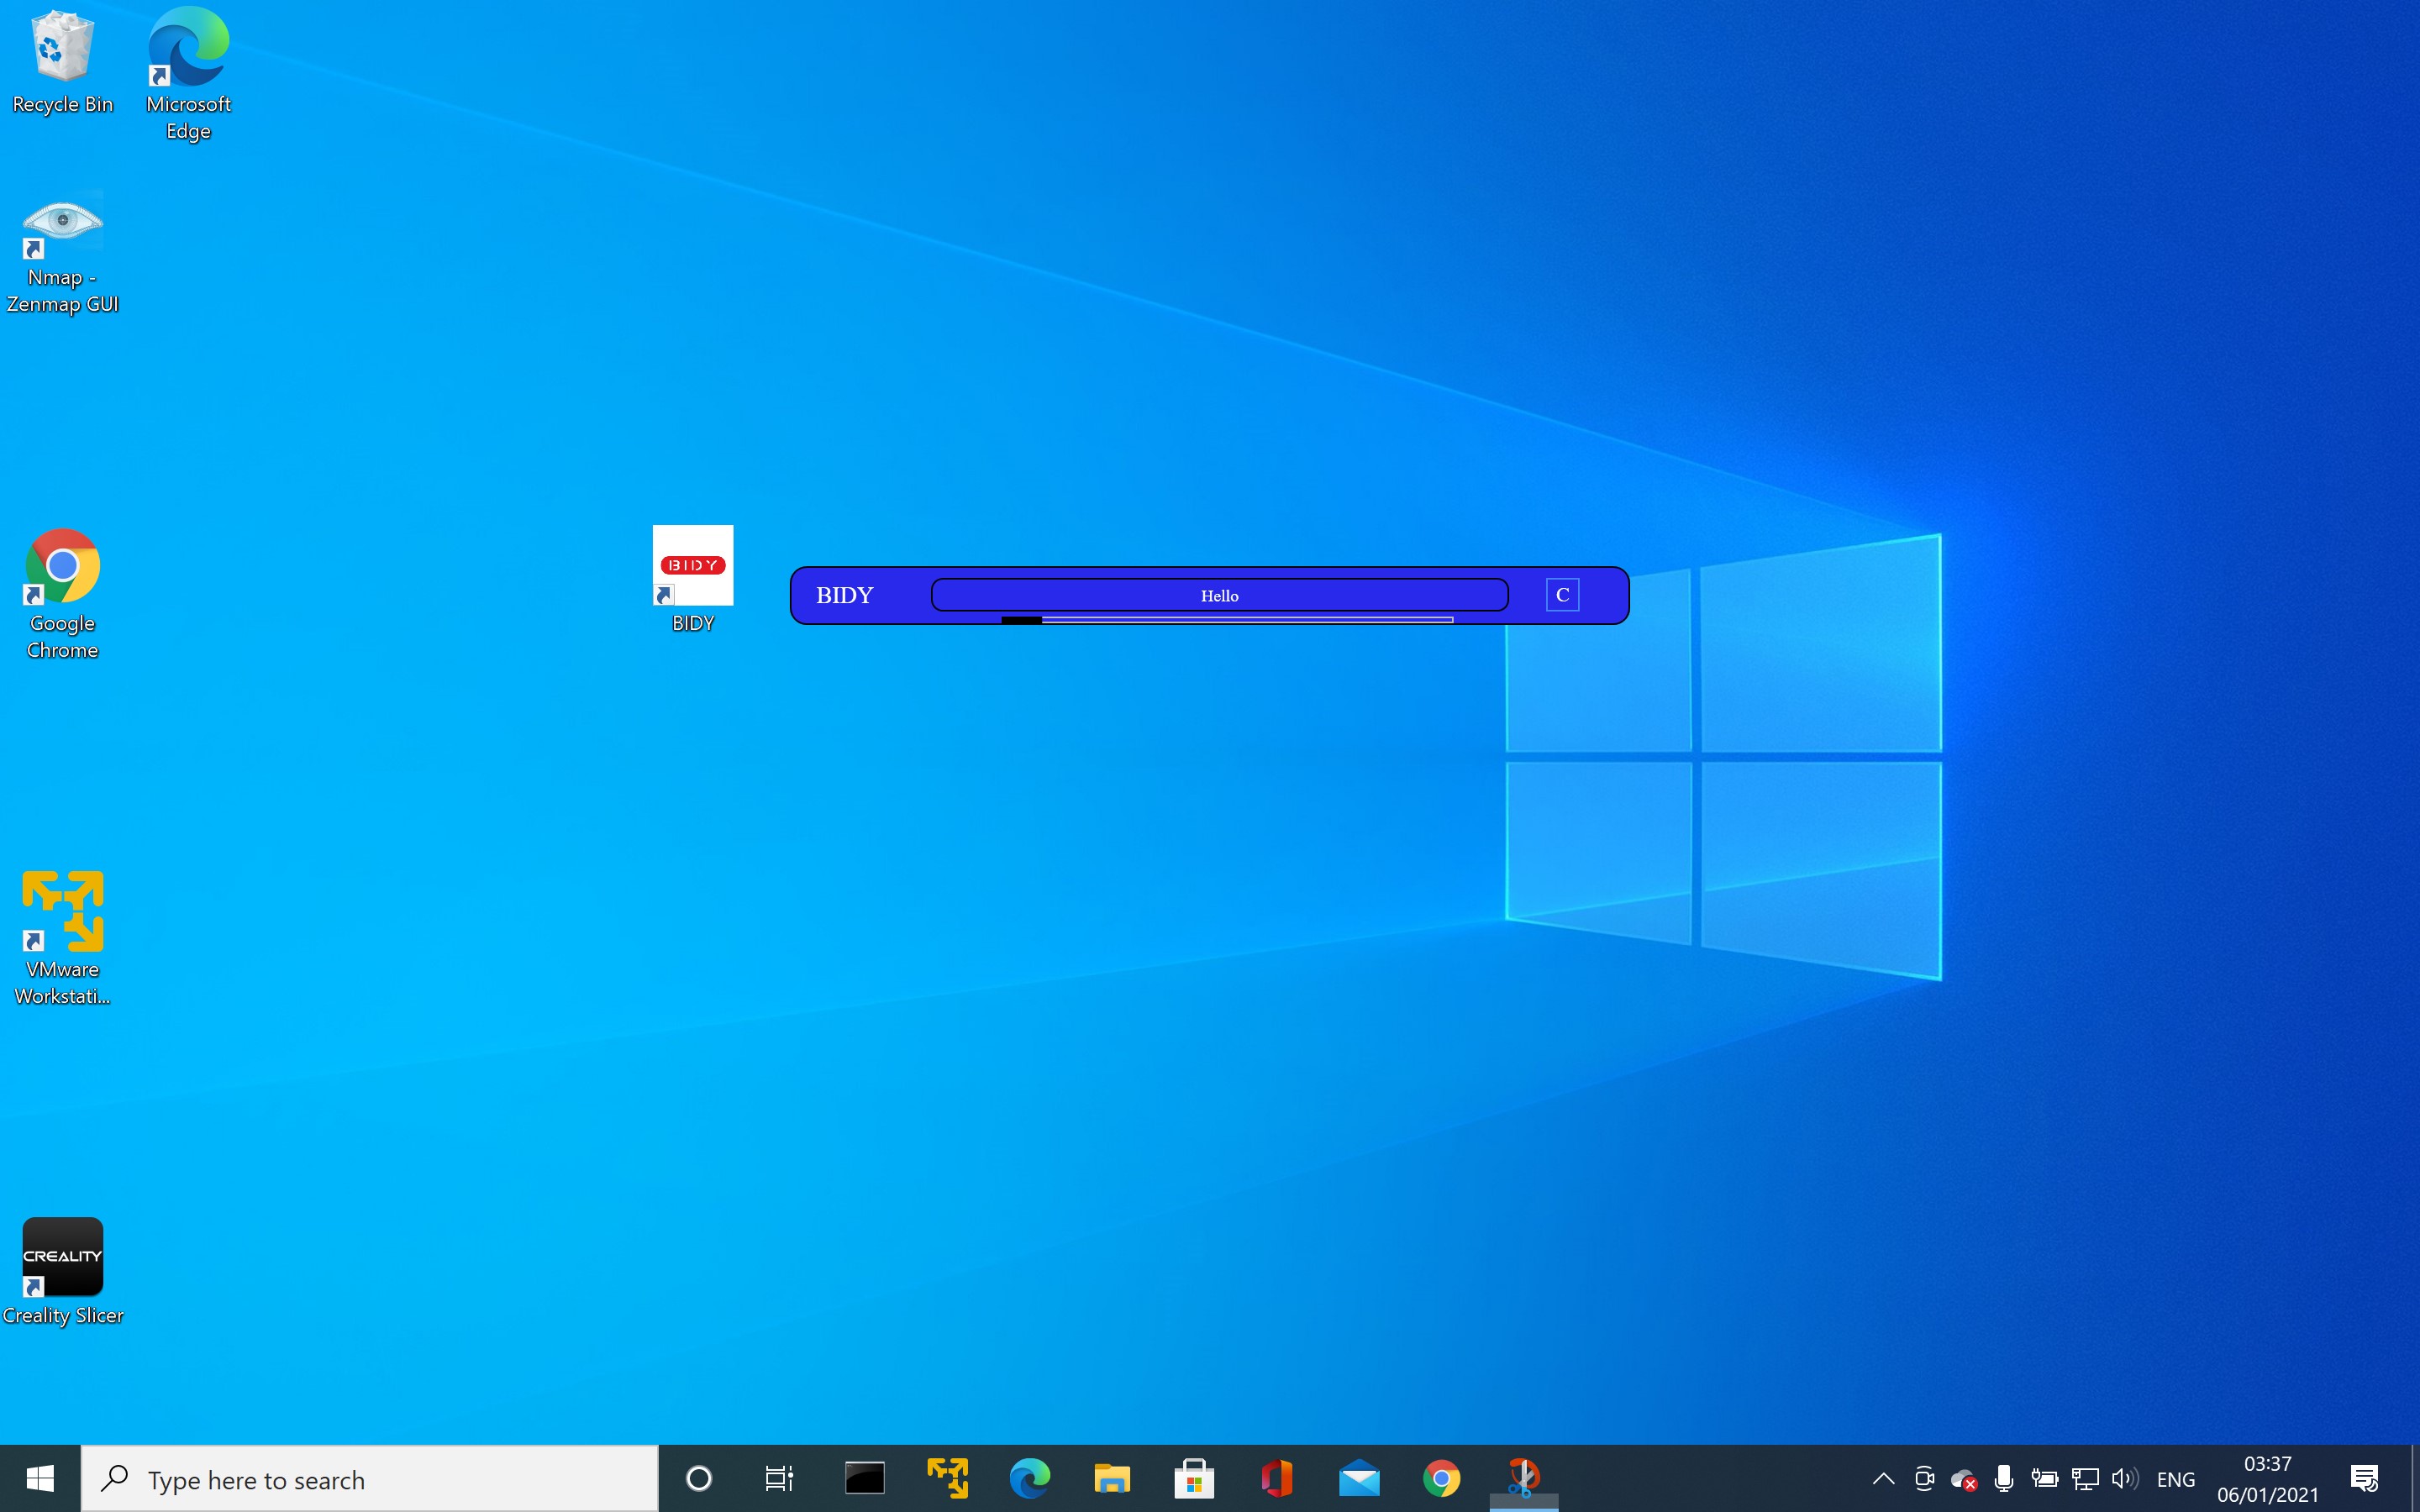 Recycle Bin
Microsoft
Edge
Nmap -
Zenmap GUI
Google
Chrome
BIDY
BIDY
BIDY
Hello
C
VMware
Workstati...
CREALITY
Creality Slicer
Type here to search
ENG
03:37
06/01/2021